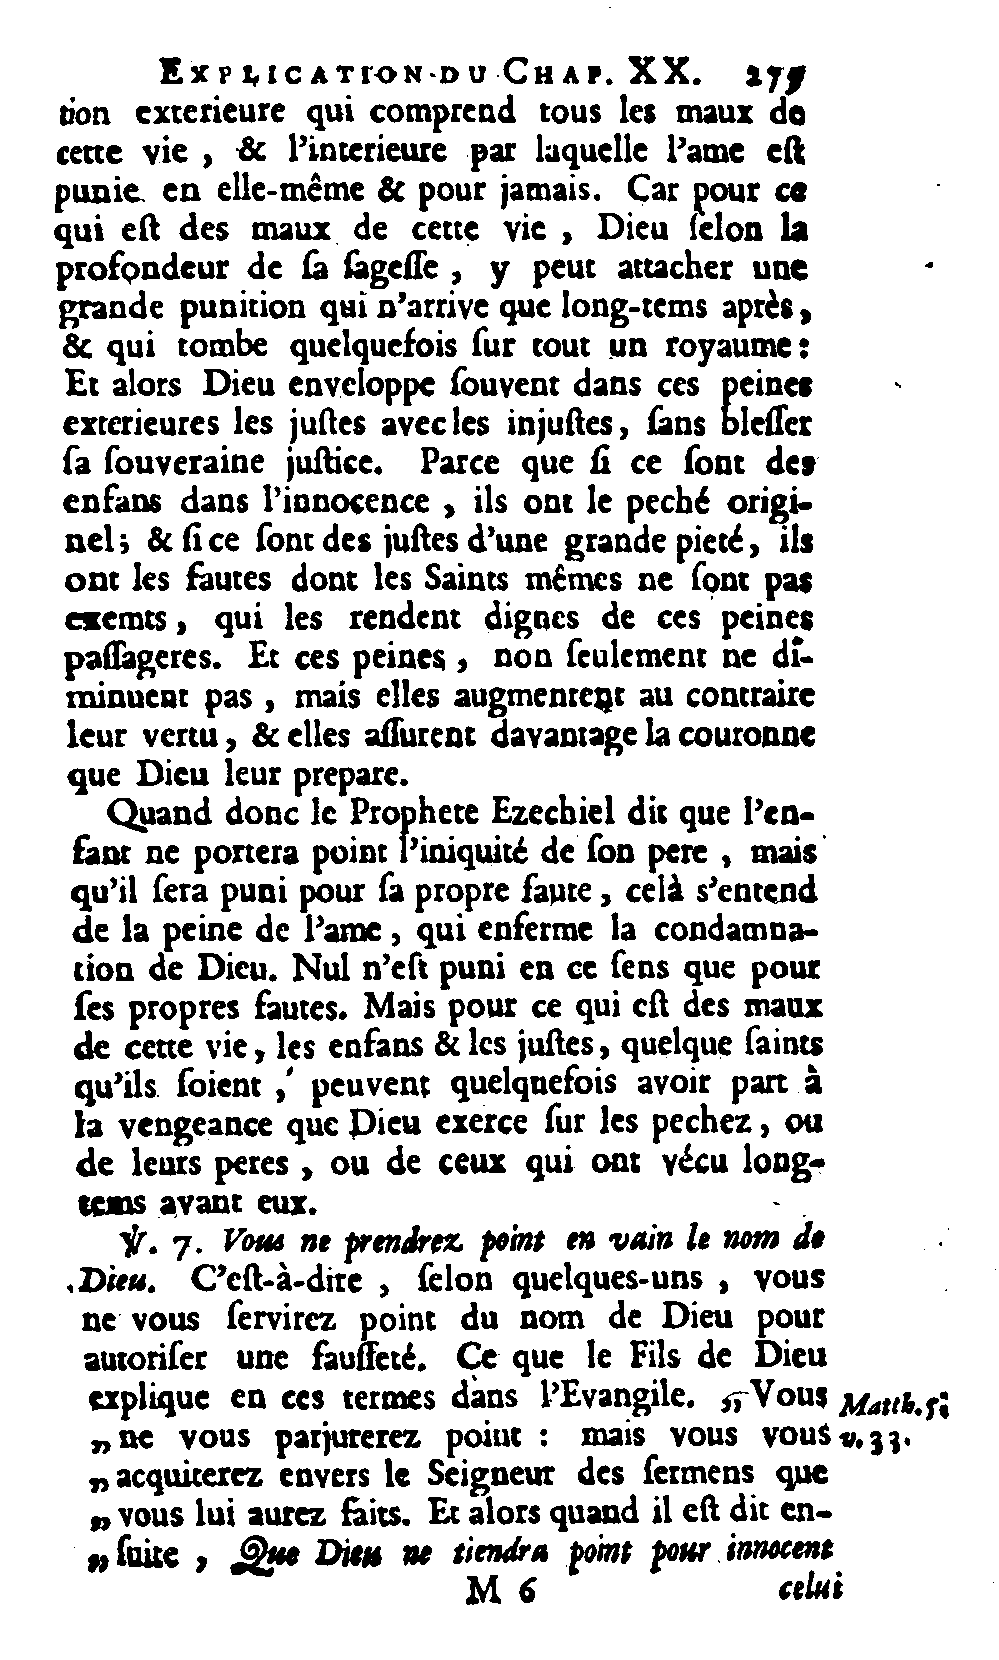 EXPLICATION DU CHAP. XX. 275
tion exterieure qui comprend tous les maux de
cette vie, & l'interieure par laquelle l'ame eſt
punie en elle-même & pour jamais. Car pour ce
qui eſt des maux de cette vie, Dieu ſelon la
profondeur de ſa ſageſſe, y peut attacher une
grande punition qui n'arrive que long-tems après,
& qui tombe quelquefois ſur tout un royaume:
Et alors Dieu enveloppe ſouvent dans ces peines
exterieures les juſtes avec les injuſtes, ſans bleſſer
ſa ſouveraine juſtice. Parce que ſi ce ſont des
enfans dans l'innocence, ils ont le peché origi-
nel; & ſi ce ſont des juſtes d'une grande pieté, ils
ont les fautes dont les Saints mêmes ne ſont pas
exemts, qui les rendent dignes de ces peines
paſſageres. Et ces peines, non ſeulement ne di-
minuent pas, mais elles augmentent au contraire
leur vertu, & elles aſſurent davantage la couronne
que Dieu leur prepare.
Quand donc le Prophete Ezechiel dit que l'en-
fant ne portera point l'iniquité de ſon pere, mais
qu'il ſera puni pour ſa propre faute, celà s'entend
de la peine de l'ame, qui enferme la condamna-
tion de Dieu. Nul n'eſt puni en ce ſens que pour
ſes propres fautes. Mais pour ce qui eſt des maux
de cette vie, les enfans & les juſtes, quelque ſaints
qu'ils ſoient, peuvent quelquefois avoir part à
la vengeance que Dieu exerce ſur les pechez, ou
de leurs peres, ou de ceux qui ont vécu long-
tems avant eux.
℣. 7. Vous ne prendrez point en vain le nom de
Dieu. C'eſt-à-dire, ſelon quelques-uns, vous
ne vous ſervirez point du nom de Dieu pour
autoriſer une fauſſeté. Ce que le Fils de Dieu
explique en ces termes dans l'Evangile. „Vous Matth. 5.
„ne vous parjurerez point : mais vous vous v. 33.
„acquiterez envers le Seigneur des ſermens que
„vous lui aurez faits. Et alors quand il eſt dit en-
„ſuite, Que Dieu ne tiendra point pour innocent
M 6 celui